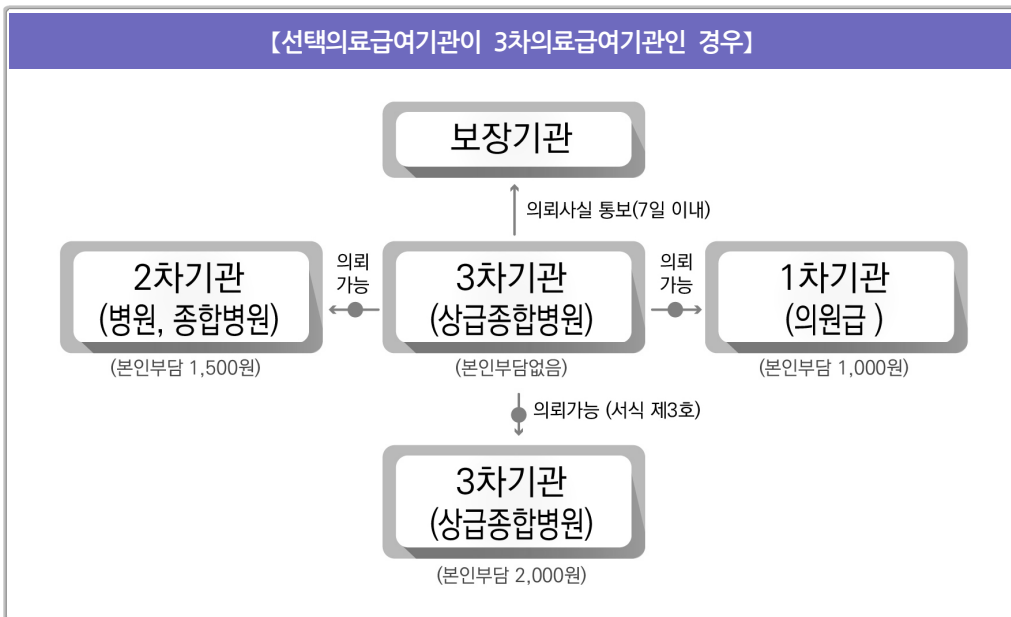 【선택의료급여기관이 3차의료급여기관인 경우】
보장기관
의뢰사실 통보(7일 이내)
2차기관
(병원, 종합병원)
(본인부담 1,500원)
의뢰
가능
3차기관
(상급종합병원)
(본인부담없음)
의뢰
가능
1차기관
(의원급 )
(본인부담 1,000원)
의뢰가능 (서식 제3호)
3차기관
(상급종합병원)
(본인부담 2,000원)